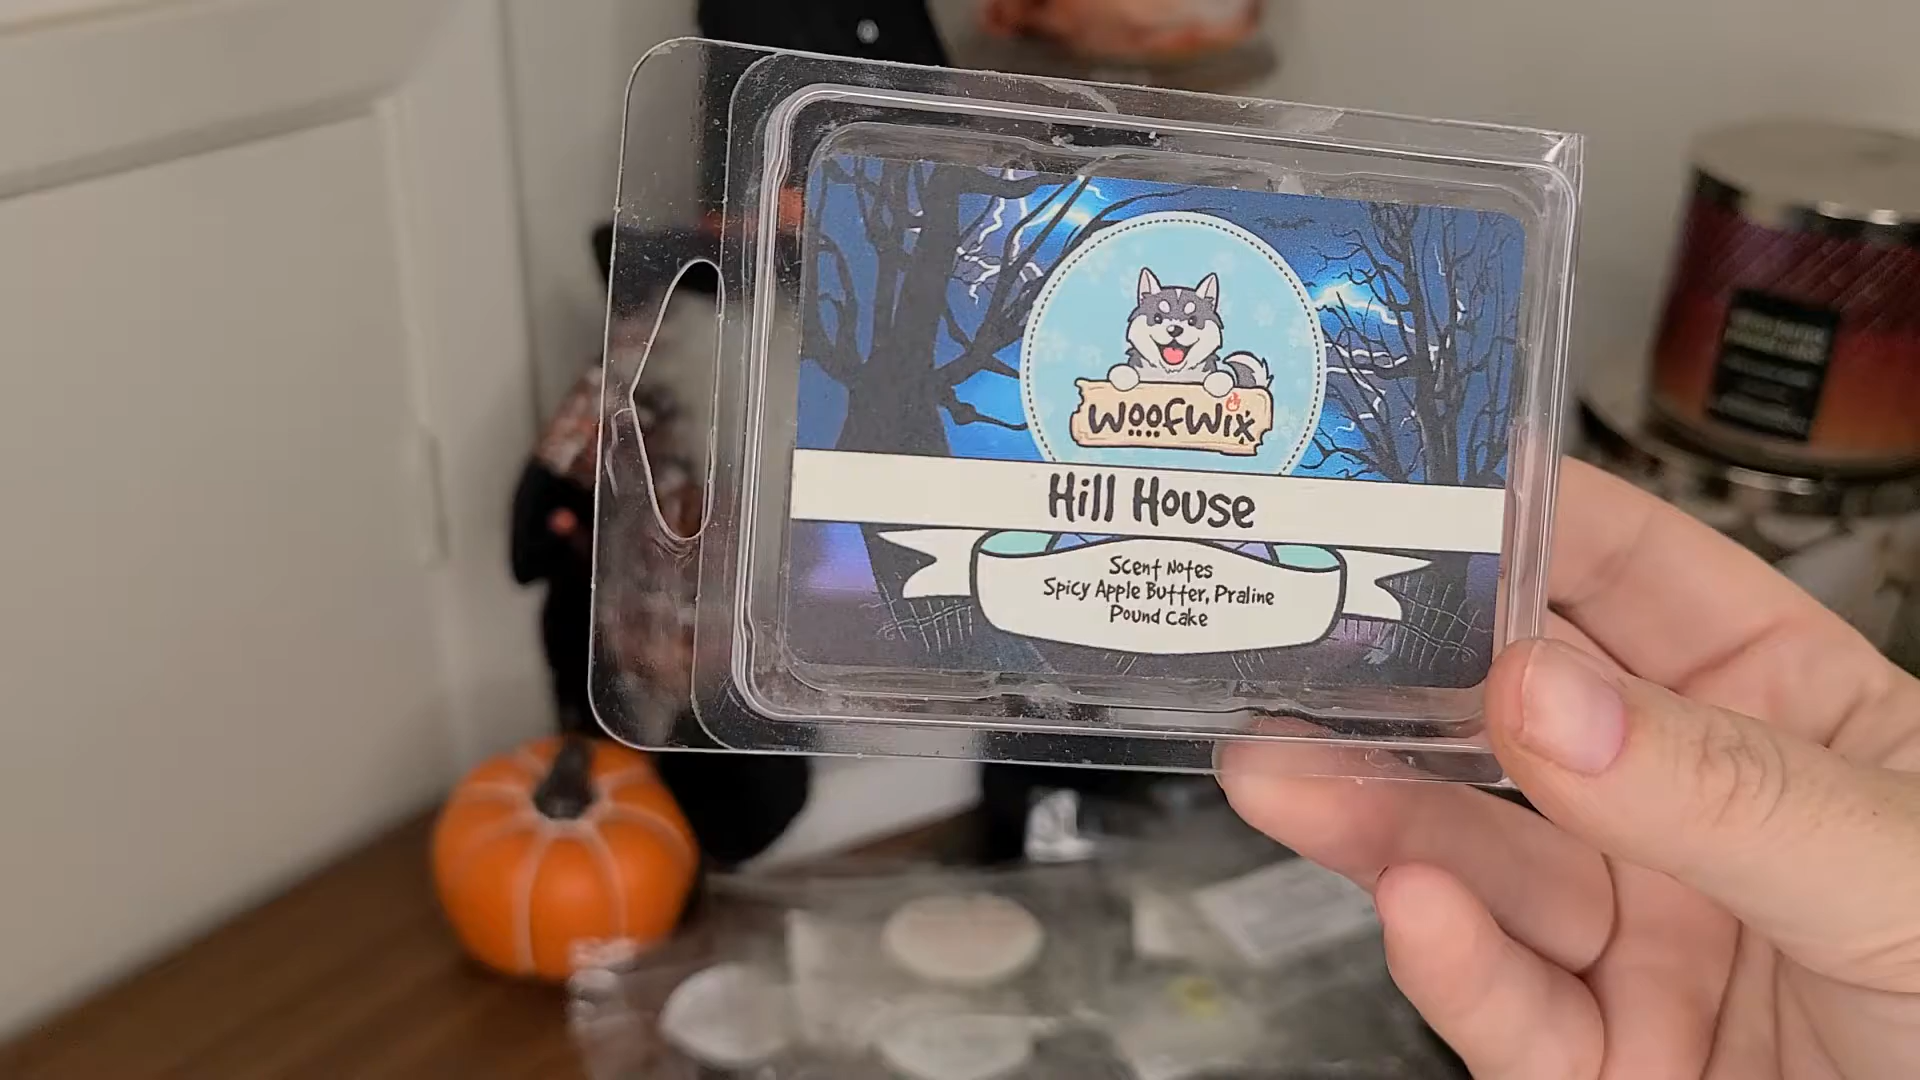 WOOFWiX
Hill House
Scent Notes
Spicy Apple Butter, Praline
Pound Cake